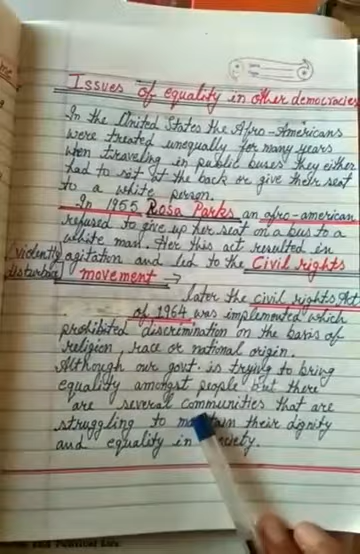 Issues of equality in other democracies
In the United States the Afro-Americans
were treated unequally for many years
when traveling in public buses they either
had to sit at the back or give their seat
to a white person.
In 1955 Rosa Parks an afro-american
refused to give up her seat on a bus to a
white man. Her this act resulted in
(violently agitation and led to the Civil rights
disturbing movement →
later the civil rights Act
of 1964 was implemented which
prohibited discrimination on the basis of
religion race or national origin.
Although our govt. is trying to bring
equality amongst people but there
are several communities that are
struggling to their dignity
and equality in